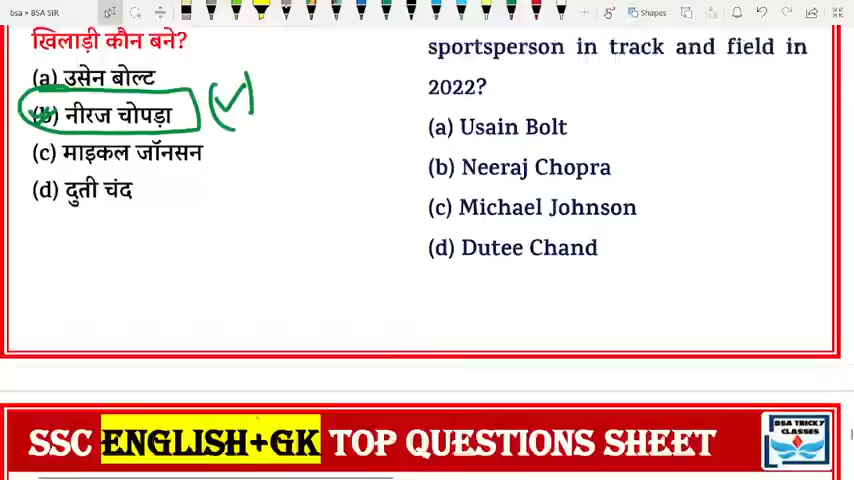 bsa » BSA SIR
Shapes
खिलाड़ी कौन बने?
(a) उसेन बोल्ट
(b) नीरज चोपड़ा
(c) माइकल जॉनसन
(d) दुती चंद
sportsperson in track and field in
2022?
(a) Usain Bolt
(b) Neeraj Chopra
(c) Michael Johnson
(d) Dutee Chand
SSC ENGLISH+GK TOP QUESTIONS SHEET
BSA TRICKY
CLASSES